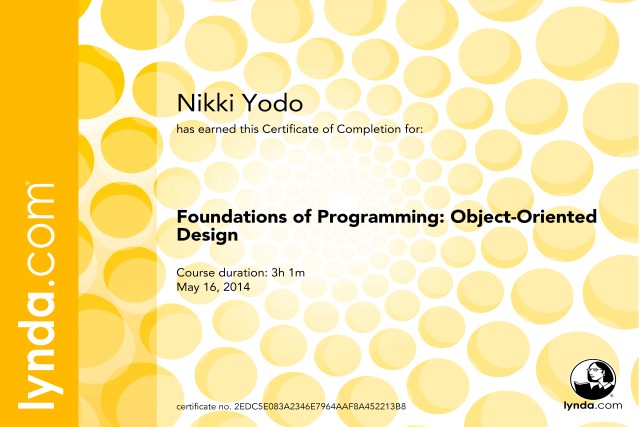 lynda.com
Nikki Yodo
has earned this Certificate of Completion for:
Foundations of Programming: Object-Oriented
Design
Course duration: 3h 1m
May 16, 2014
certificate no. 2EDC5E083A2346E7964AAF8A452213B8
lynda.com